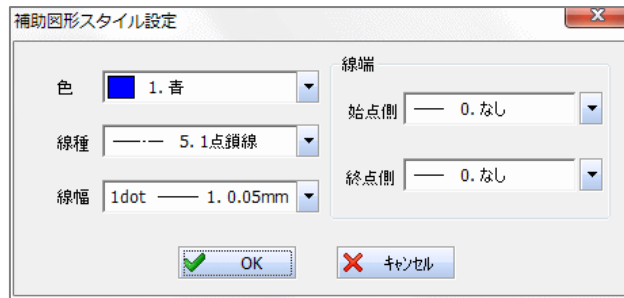 補助図形スタイル設定
色 1. 青
線種 5. 1点鎖線
線幅 1dot 1. 0.05mm
線端
始点側 0. なし
終点側 0. なし
OK キャンセル